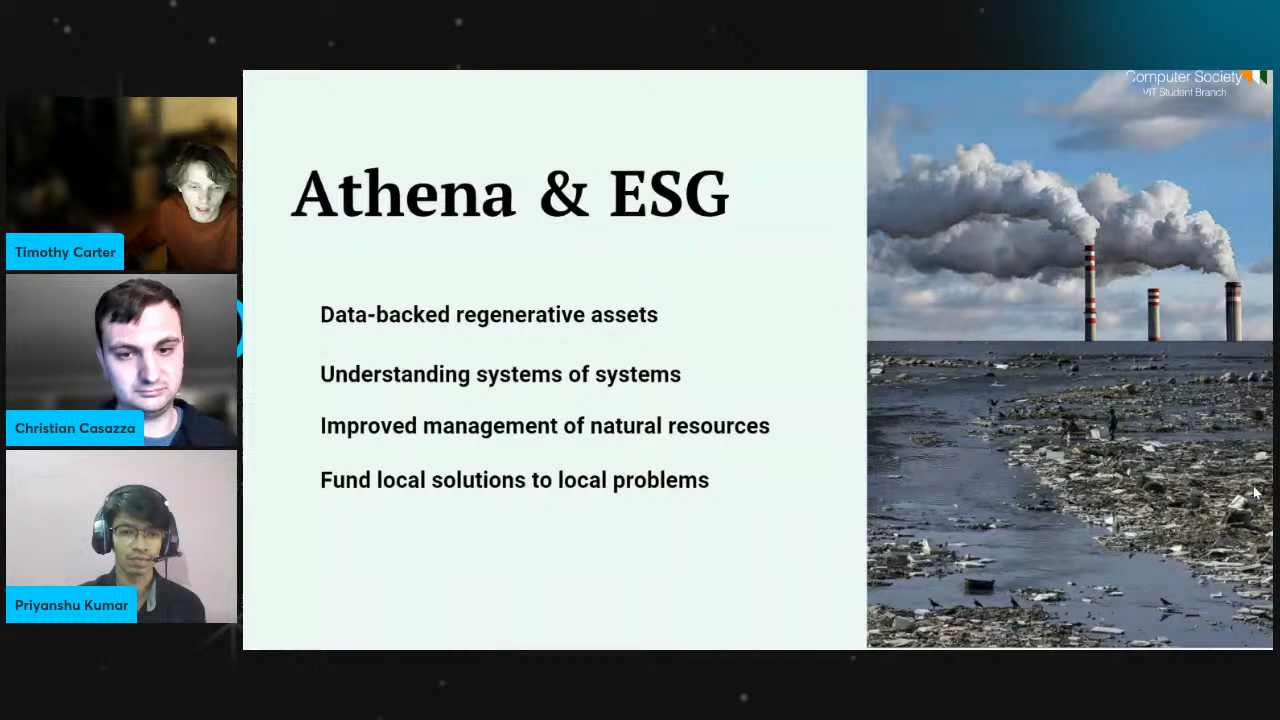 Computer Society
VIT Student Branch
Athena & ESG
Timothy Carter
Data-backed regenerative assets
Understanding systems of systems
Christian Casazza
Improved management of natural resources
Fund local solutions to local problems
Priyanshu Kumar